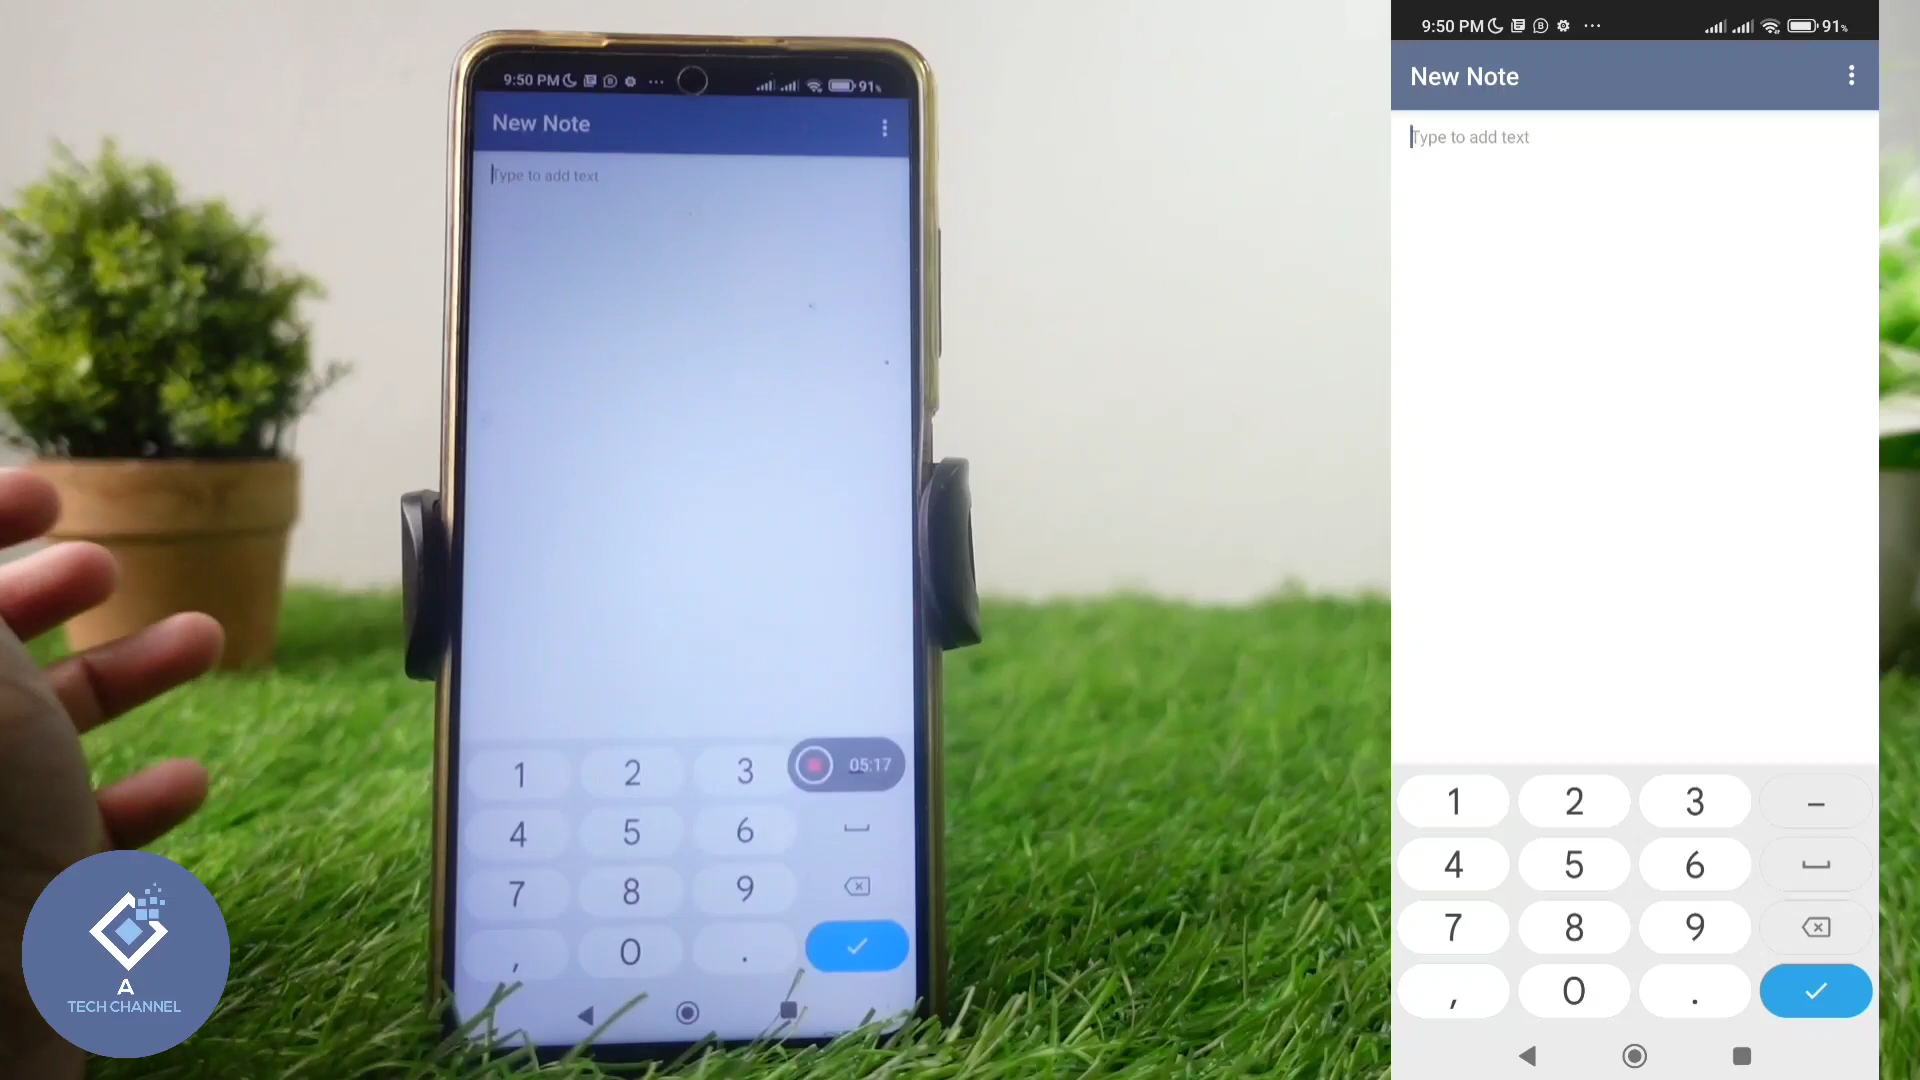 9:50 PM
91%
New Note
Type to add text
1 2 3
05:17
4 5 6
7 8 9
, 0 .
A
TECH CHANNEL
9:50 PM
91%
New Note
Type to add text
1 2 3 –
4 5 6
7 8 9
, 0 .